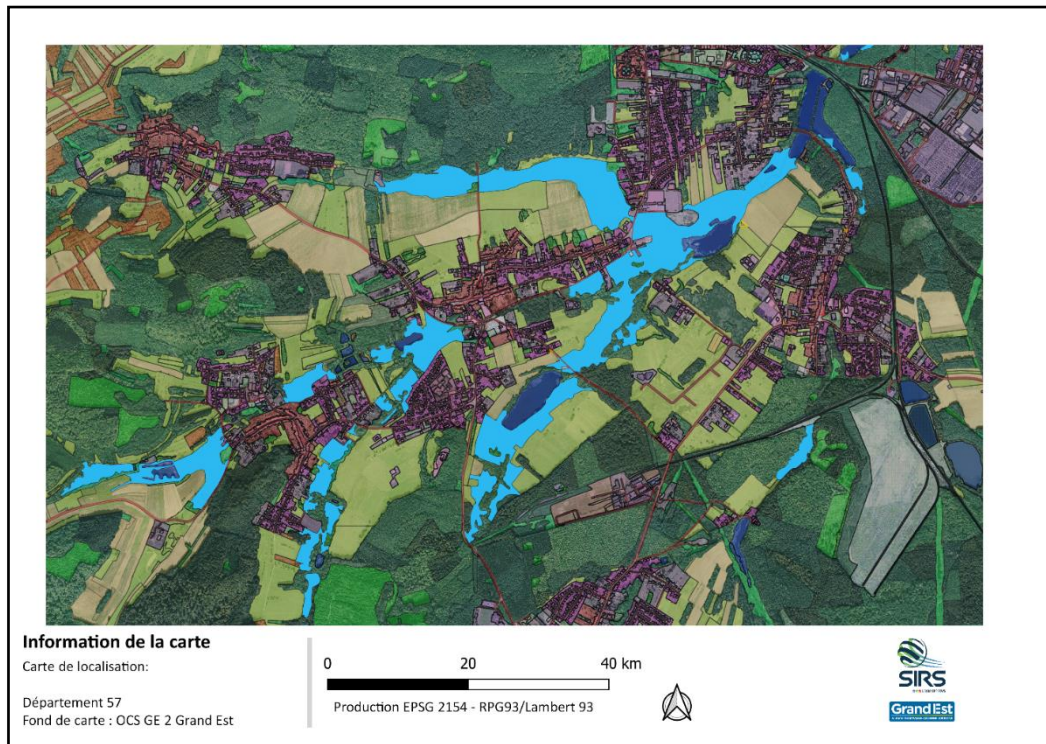 Information de la carte
Carte de localisation:
Département 57
Fond de carte : OCS GE 2 Grand Est
0 20 40 km
Production EPSG 2154 - RPG93/Lambert 93
SIRS
Grand Est